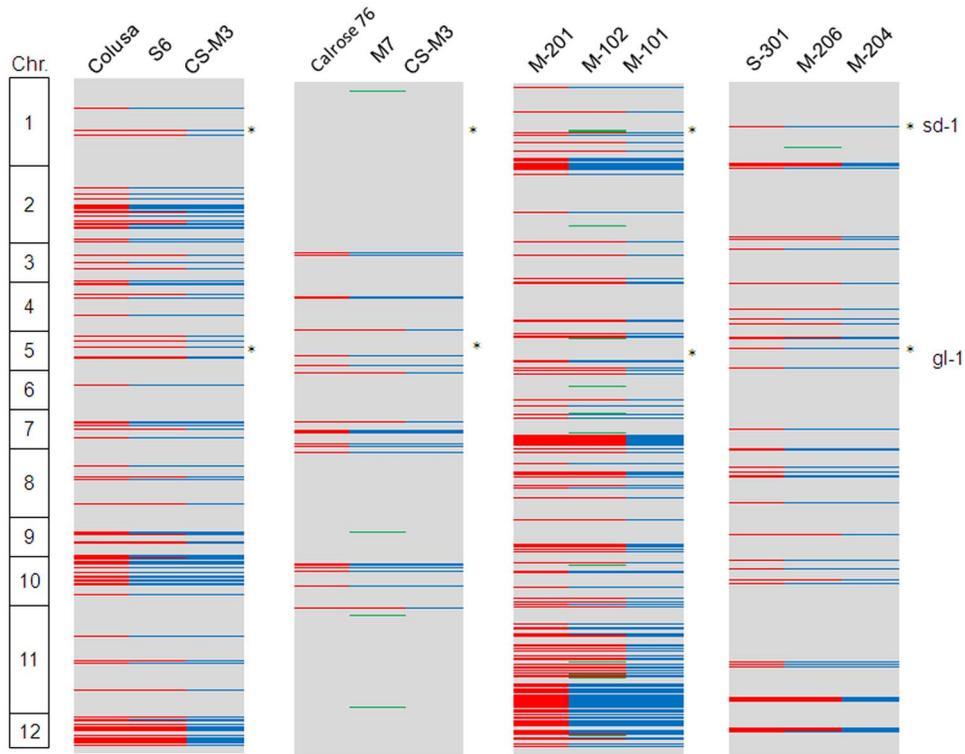 Chr.
Colusa S6 CS-M3
Calrose 76 M7 CS-M3
M-201 M-102 M-101
S-301 M-206 M-204
1
* * * * sd-1
2
3
4
5
* * * * gl-1
6
7
8
9
10
11
12